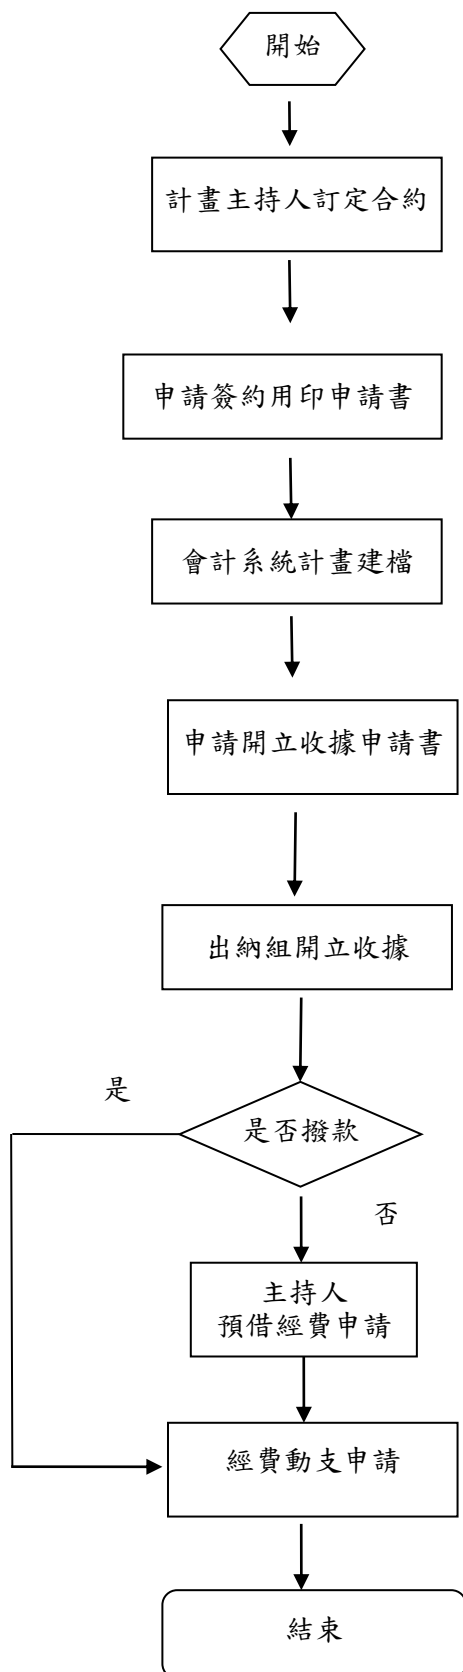 開始
計畫主持人訂定合約
申請簽約用印申請書
會計系統計畫建檔
申請開立收據申請書
出納組開立收據
是
是否撥款
否
主持人
預借經費申請
經費動支申請
結束